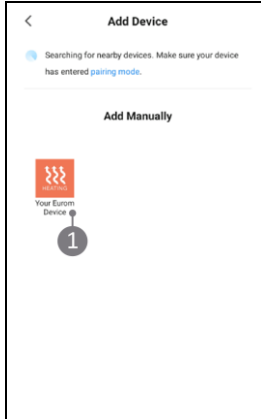 Add Device
Searching for nearby devices. Make sure your device
has entered pairing mode.
Add Manually
HEATING
Your Eurom
Device
1